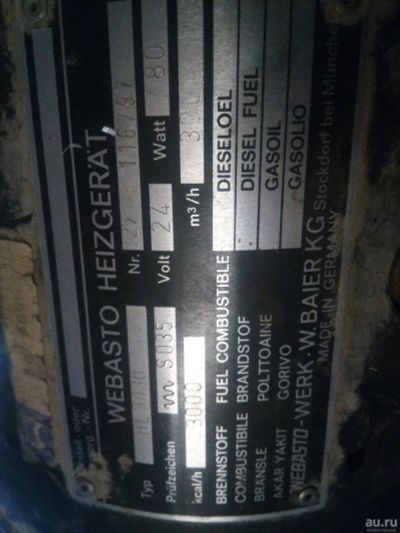 WEBASTO HEIZGERÄT
Typ Nr.
Prüfzeichen S035 Volt 24 Watt 80
kcal/h 3000 m³/h
BRENNSTOFF FUEL COMBUSTIBLE DIESELOEL
COMBUSTIBILE BRANDSTOF DIESEL FUEL
BRÄNSLE POLTTOAINE GASOIL
AKAR YAKIT GORIVO GASOLIO
WEBASTO-WERK·W.BAIER KG Stockdorf bei München
MADE IN GERMANY
au.ru